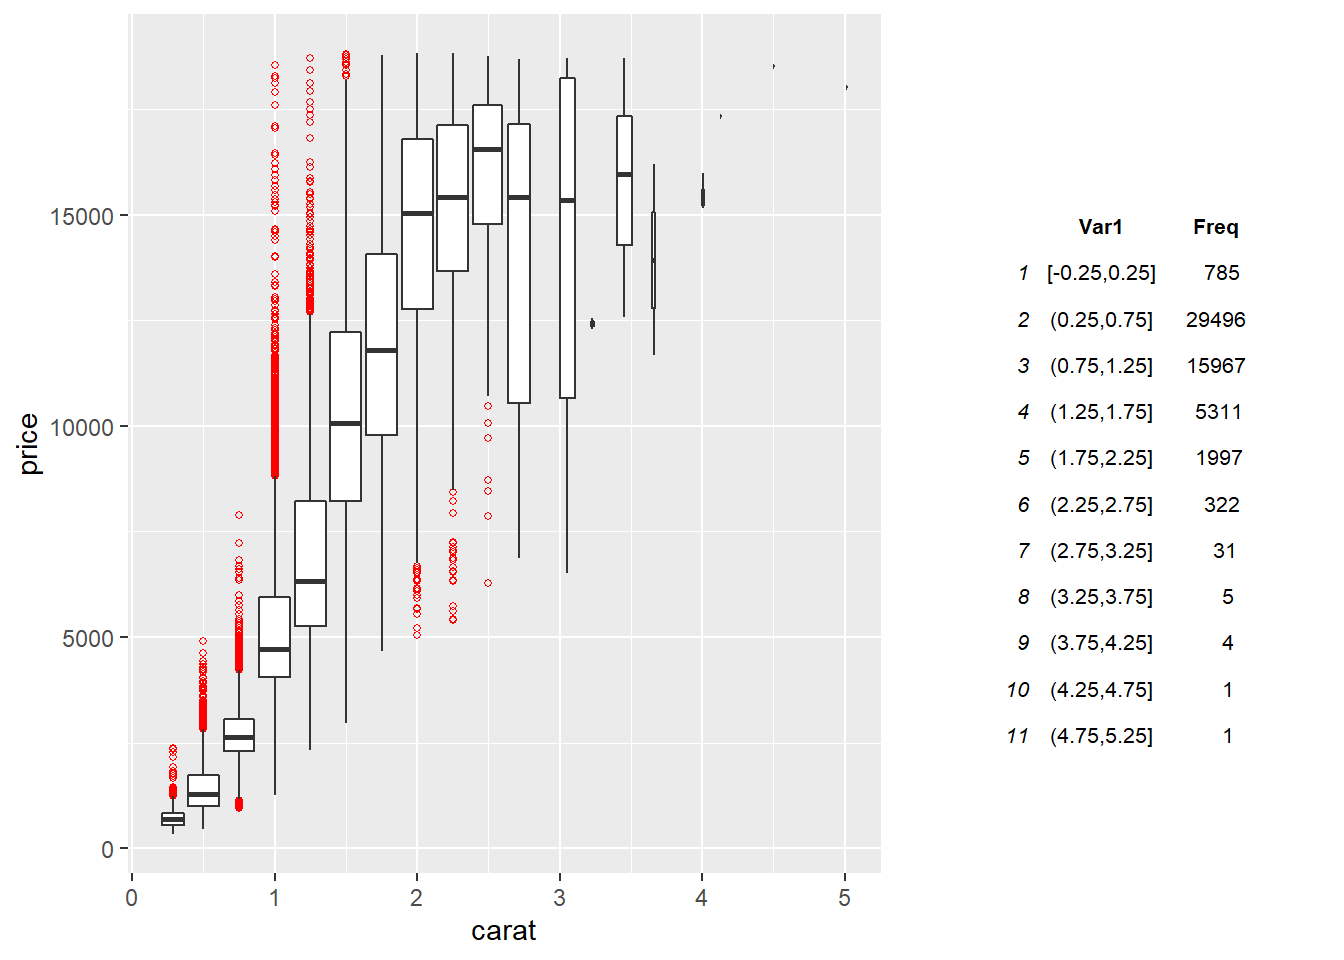 price
15000
10000
5000
0
0 1 2 3 4 5
carat
Var1 Freq
1 [-0.25,0.25] 785
2 (0.25,0.75] 29496
3 (0.75,1.25] 15967
4 (1.25,1.75] 5311
5 (1.75,2.25] 1997
6 (2.25,2.75] 322
7 (2.75,3.25] 31
8 (3.25,3.75] 5
9 (3.75,4.25] 4
10 (4.25,4.75] 1
11 (4.75,5.25] 1